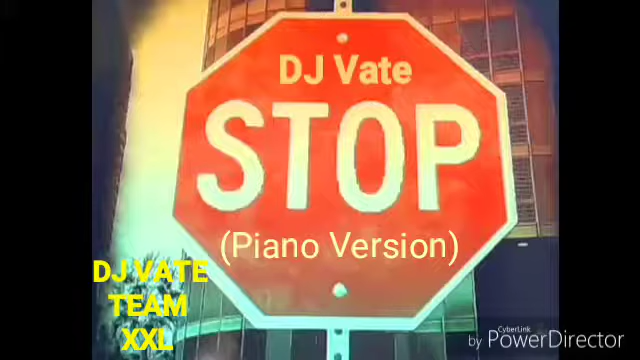 DJ Vate
STOP
(Piano Version)
DJ VATE
TEAM
XXL
CyberLink
by PowerDirector